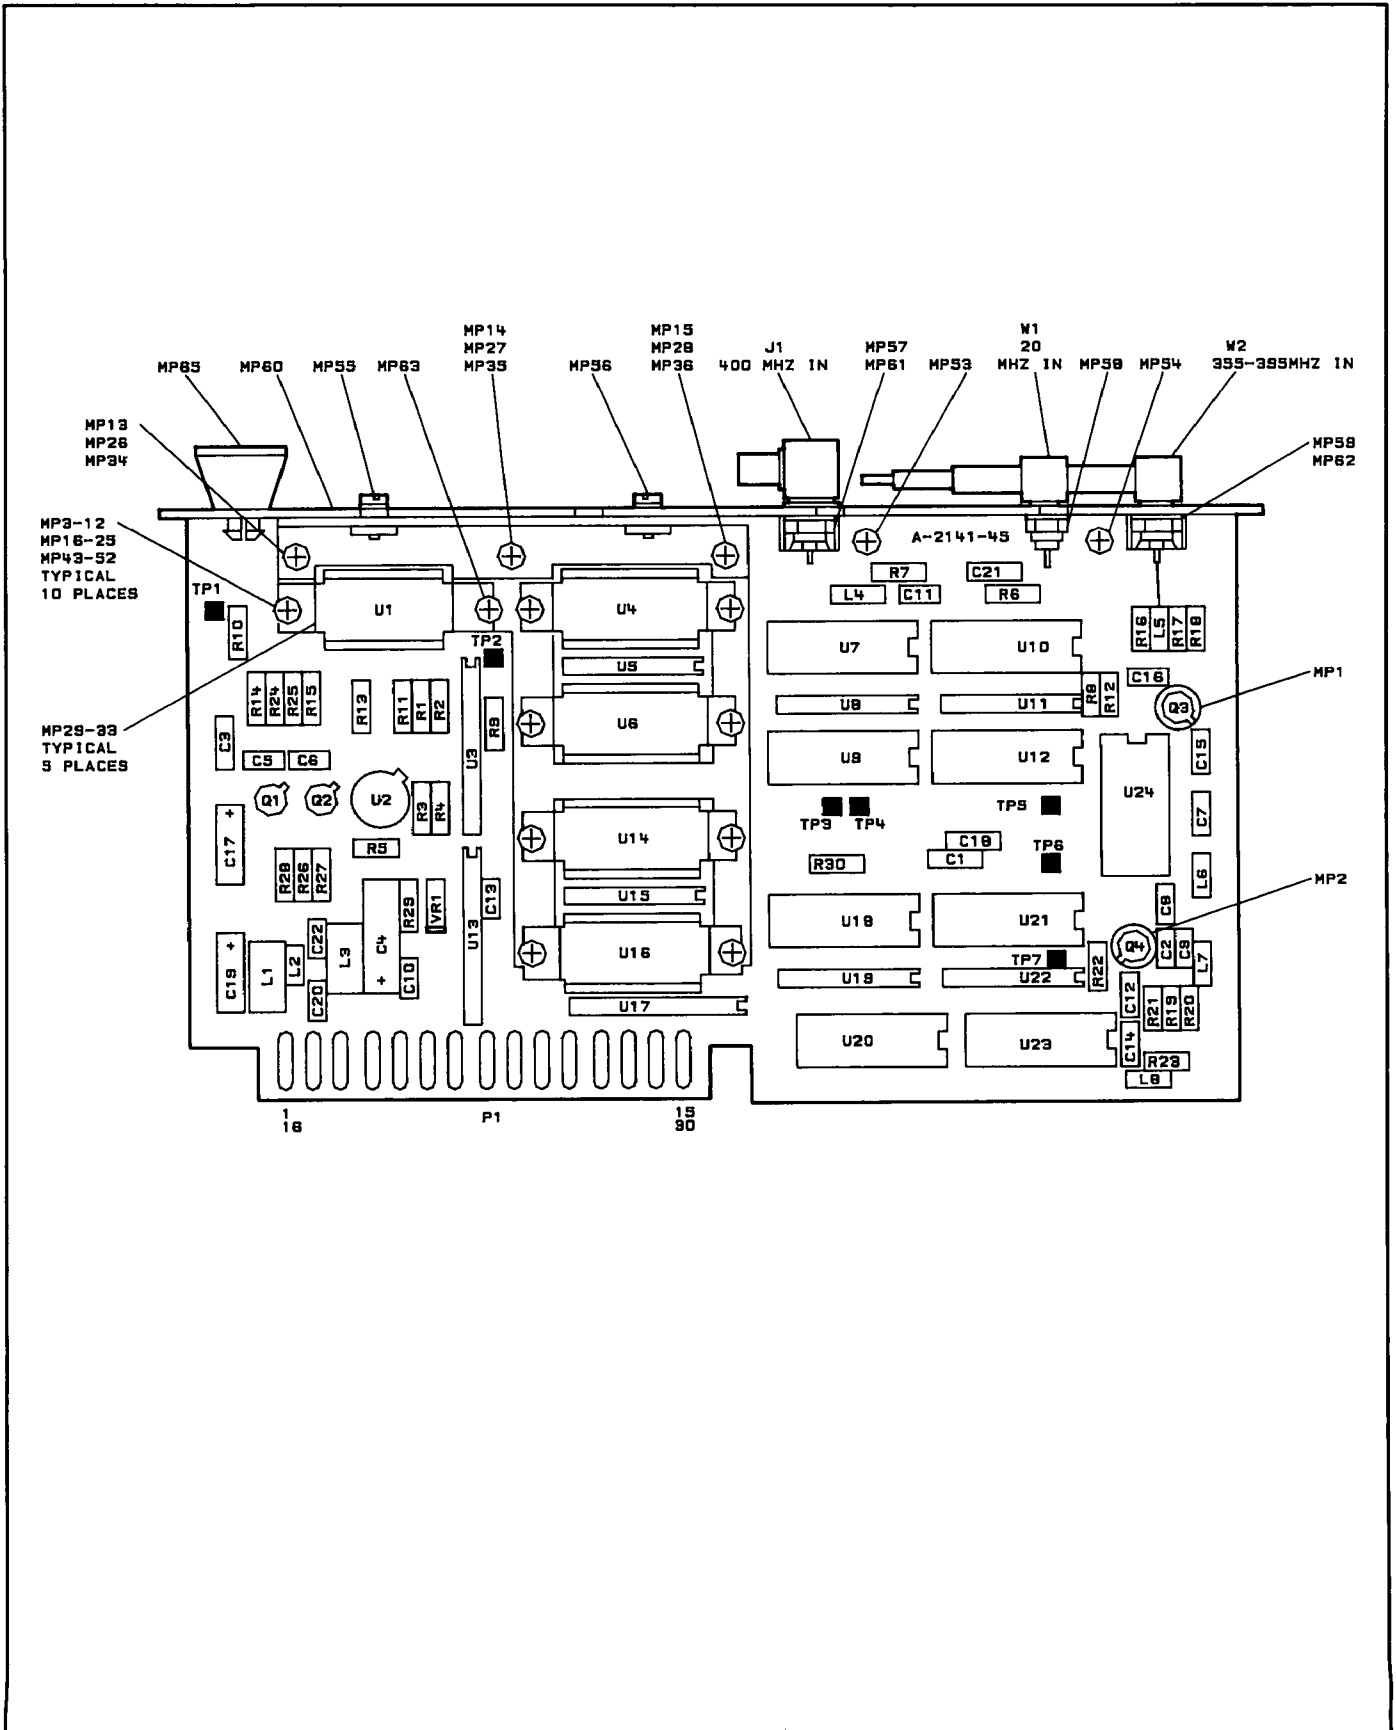 MP14
MP27
MP35
MP15
MP28
MP36
J1
400 MHZ IN
MP57
MP61
W1
20
MHZ IN
W2
355-395MHZ IN
MP65
MP60
MP55
MP63
MP56
MP53
MP58
MP54
MP13
MP26
MP34
MP59
MP62
MP3-12
MP16-25
MP43-52
TYPICAL
10 PLACES
A-2141-45
TP1
R10
U1
TP2
U4
U5
R7
C21
L4
C11
R6
U7
U10
R16
L5
R17
R18
C16
MP1
Q3
R14
R24
R25
R15
R13
R11
R1
R2
U3
R9
U6
U8
U11
R8
R12
MP29-33
TYPICAL
5 PLACES
C3
C5
C6
U9
U12
C15
U24
Q1
Q2
U2
R3
R4
TP3
TP4
TP5
C7
C17
+
R5
U14
C18
C1
TP6
R30
L6
MP2
R28
R26
R27
R29
VR1
C13
U13
U15
U18
U21
C8
Q4
C2
C9
L7
C19
+
L1
L2
C22
C20
L3
C4
+
C10
U16
U17
TP7
U19
U22
R22
C12
R21
R19
R20
U20
U23
C14
R23
L8
1
16
P1
15
30